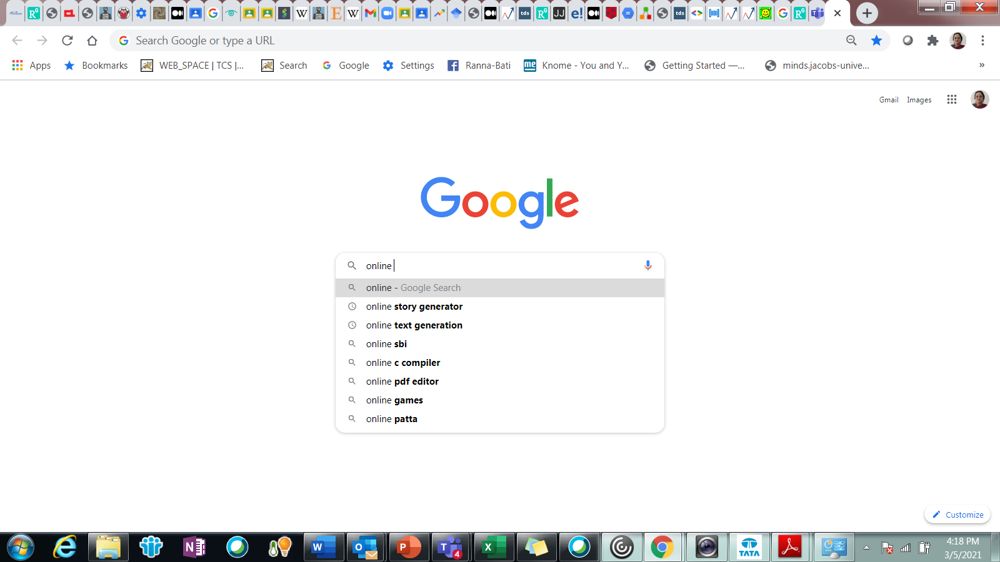 Search Google or type a URL
Apps
Bookmarks
WEB_SPACE | TCS |...
Search
Google
Settings
Ranna-Bati
Knome - You and Y...
Getting Started —...
minds.jacobs-unive...
»
Gmail
Images
Google
online
online - Google Search
online story generator
online text generation
online sbi
online c compiler
online pdf editor
online games
online patta
Customize
4
TATA
4:18 PM
3/5/2021